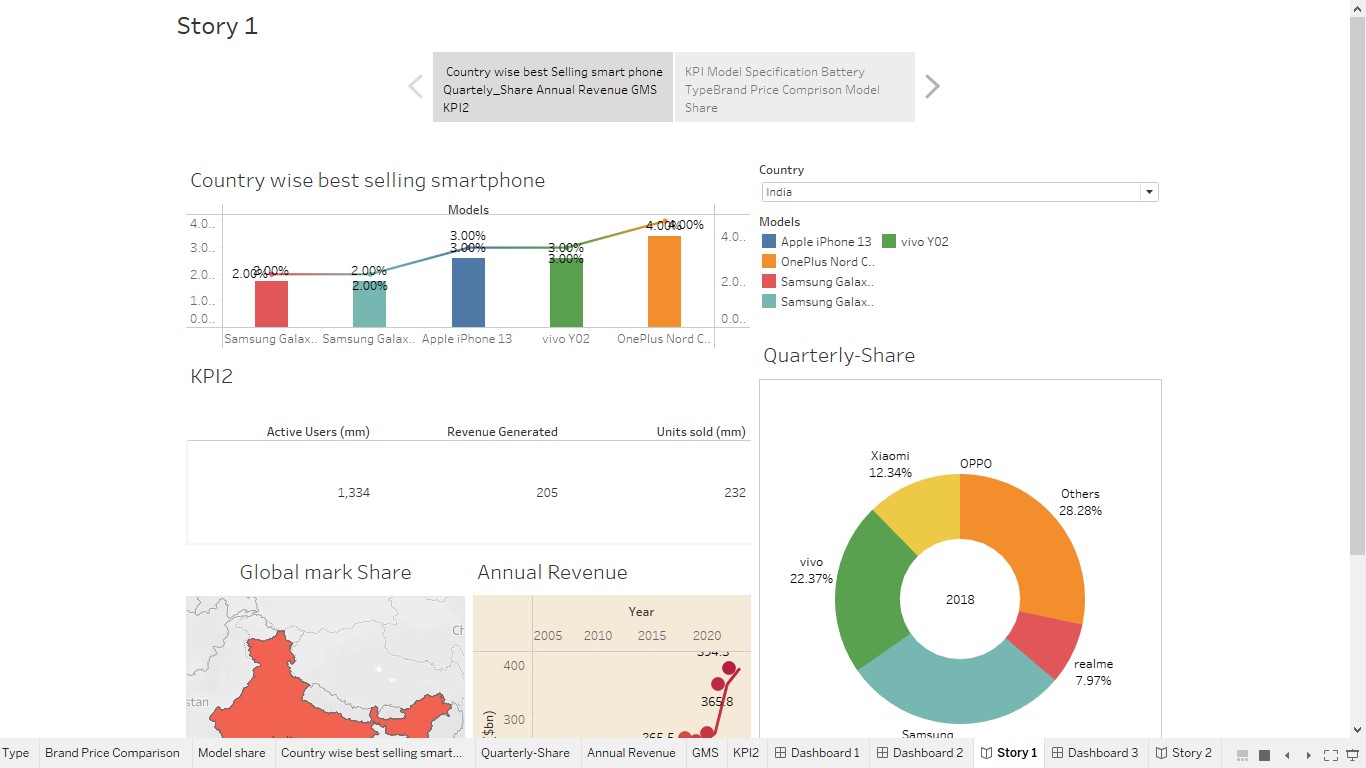 Story 1
Country wise best Selling smart phone
Quartely_Share Annual Revenue GMS
KPI2
KPI Model Specification Battery
TypeBrand Price Comprison Model
Share
Country wise best selling smartphone
Models
4.0..
3.0..
2.0..
1.0..
0.0..
2.00%
2.00%
2.00%
2.00%
3.00%
3.00%
3.00%
3.00%
4.00%
4.00%
4.0..
2.0..
0.0..
Samsung Galax..
Samsung Galax..
Apple iPhone 13
vivo Y02
OnePlus Nord C..
Country
India
Models
Apple iPhone 13
vivo Y02
OnePlus Nord C..
Samsung Galax..
Samsung Galax..
KPI2
Active Users (mm)
Revenue Generated
Units sold (mm)
1,334
205
232
Quarterly-Share
Xiaomi
12.34%
OPPO
Others
28.28%
vivo
22.37%
2018
realme
7.97%
Samsung
Global mark Share
Ch
stan
Annual Revenue
Year
2005
2010
2015
2020
394.3
400
365.8
300
365.5
($bn)
Type
Brand Price Comparison
Model share
Country wise best selling smart...
Quarterly-Share
Annual Revenue
GMS
KPI2
Dashboard 1
Dashboard 2
Story 1
Dashboard 3
Story 2